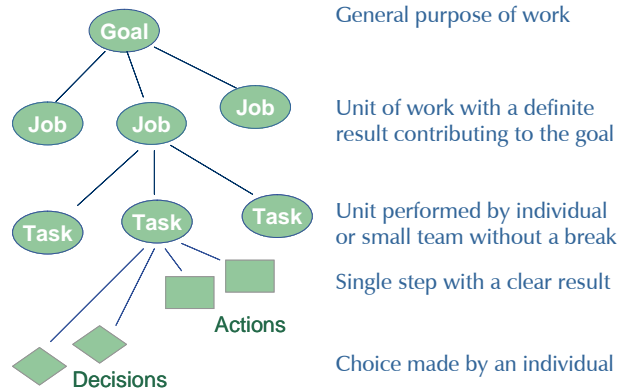 Goal
General purpose of work
Job
Job
Job
Unit of work with a definite
result contributing to the goal
Task
Task
Task
Unit performed by individual
or small team without a break
Single step with a clear result
Actions
Choice made by an individual
Decisions